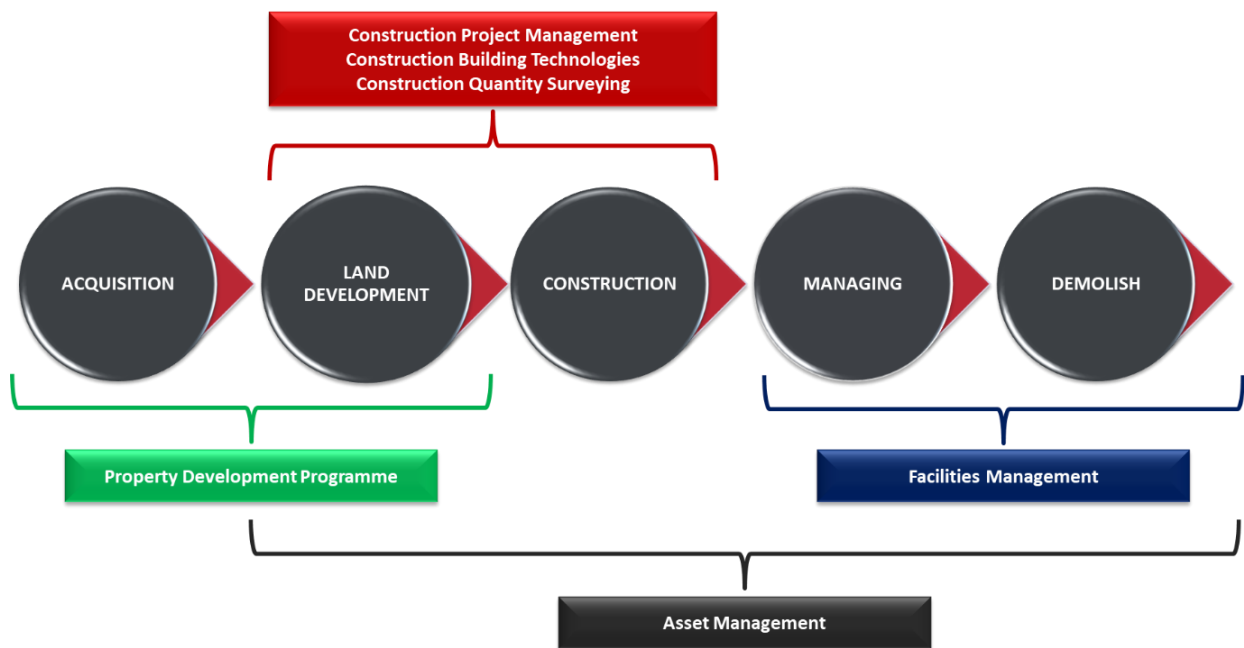 Construction Project Management
Construction Building Technologies
Construction Quantity Surveying
ACQUISITION
LAND
DEVELOPMENT
CONSTRUCTION
MANAGING
DEMOLISH
Property Development Programme
Facilities Management
Asset Management